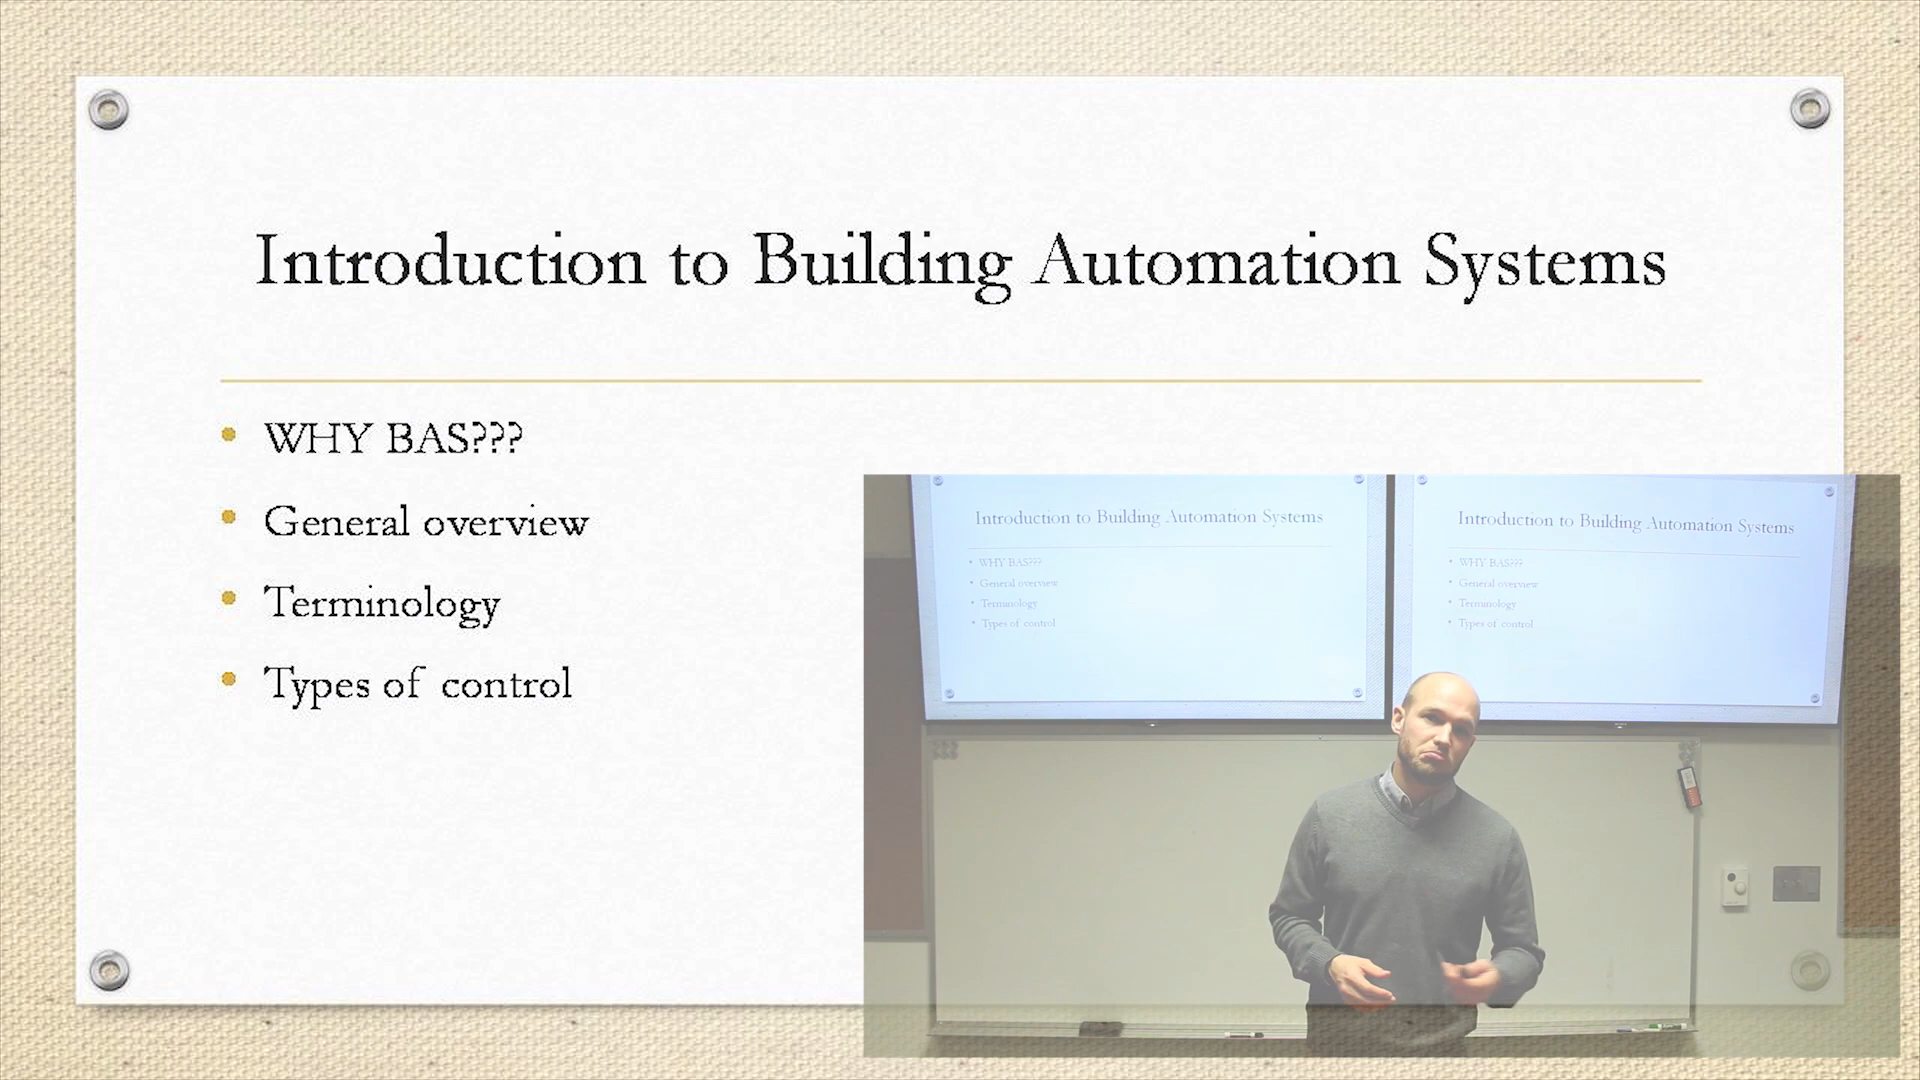 Introduction to Building Automation Systems
WHY BAS???
General overview
Terminology
Types of control
Introduction to Building Automation Systems
WHY BAS???
General overview
Terminology
Types of control
Introduction to Building Automation Systems
WHY BAS???
General overview
Terminology
Types of control